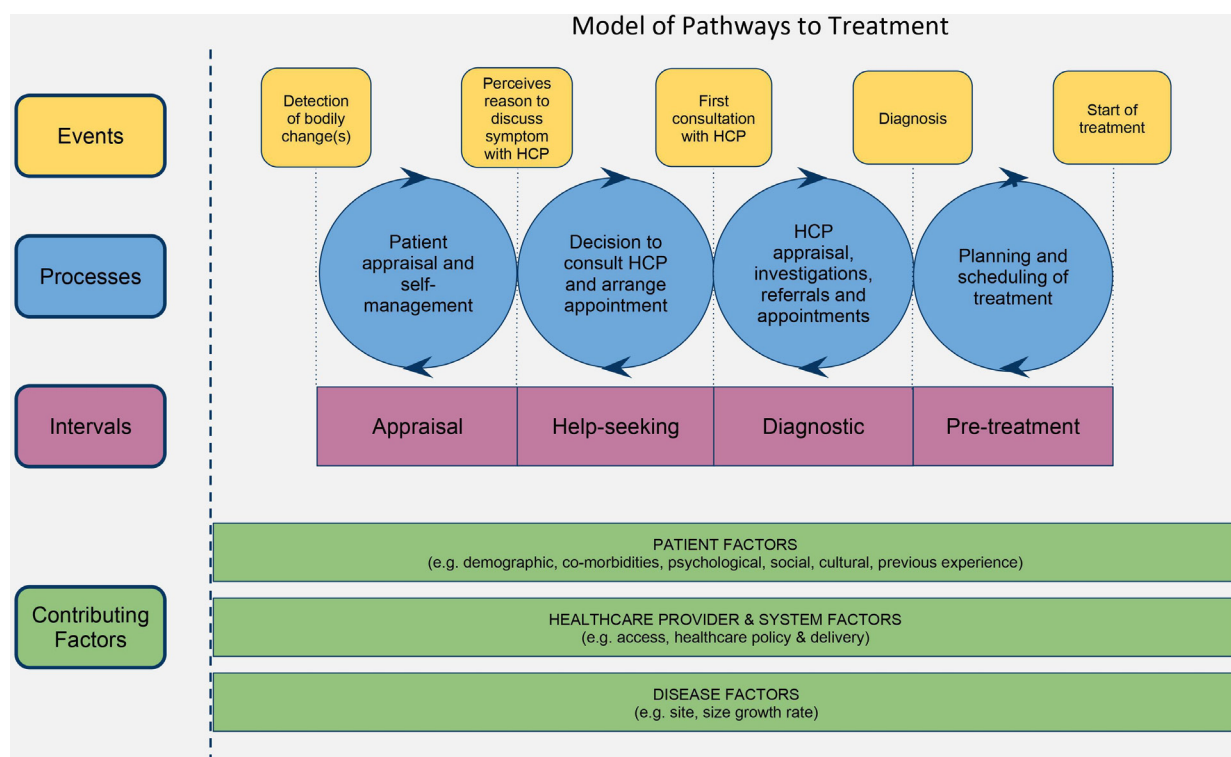 Model of Pathways to Treatment
Events
Detection
of bodily
change(s)
Perceives
reason to
discuss
symptom
with HCP
First
consultation
with HCP
Diagnosis
Start of
treatment
Processes
Patient
appraisal and
self-
management
Decision to
consult HCP
and arrange
appointment
HCP
appraisal,
investigations,
referrals and
appointments
Planning and
scheduling of
treatment
Intervals
Appraisal
Help-seeking
Diagnostic
Pre-treatment
Contributing
Factors
PATIENT FACTORS
(e.g. demographic, co-morbidities, psychological, social, cultural, previous experience)
HEALTHCARE PROVIDER & SYSTEM FACTORS
(e.g. access, healthcare policy & delivery)
DISEASE FACTORS
(e.g. site, size growth rate)